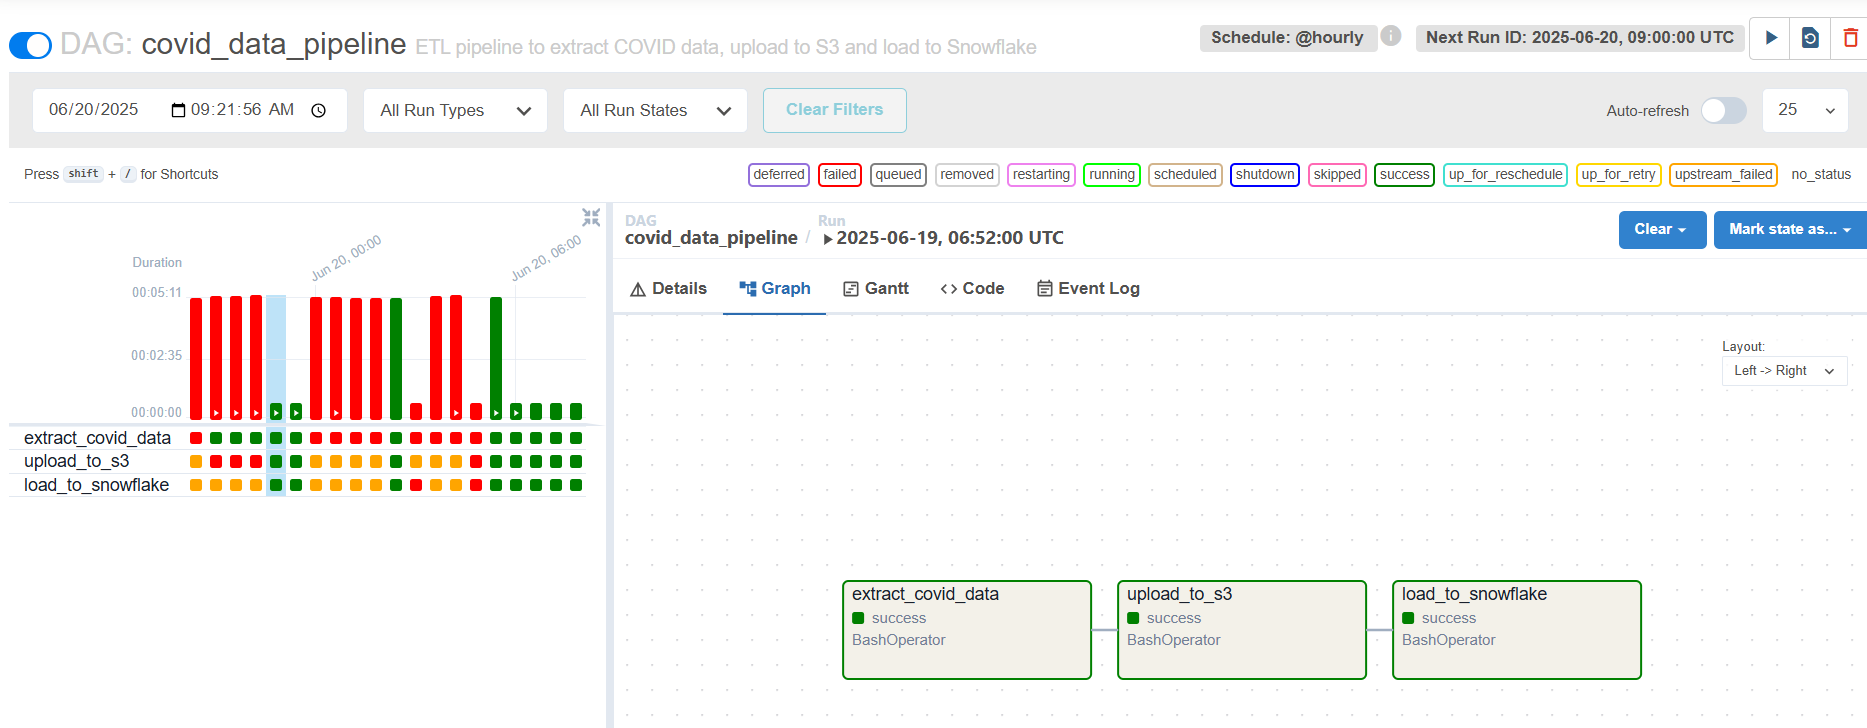 DAG: covid_data_pipeline ETL pipeline to extract COVID data, upload to S3 and load to Snowflake
Schedule: @hourly i Next Run ID: 2025-06-20, 09:00:00 UTC
06/20/2025 09:21:56 AM All Run Types All Run States Clear Filters Auto-refresh 25
Press shift + / for Shortcuts
deferred failed queued removed restarting running scheduled shutdown skipped success up_for_reschedule up_for_retry upstream_failed no_status
Duration
Jun 20, 00:00
Jun 20, 06:00
00:05:11
00:02:35
00:00:00
extract_covid_data
upload_to_s3
load_to_snowflake
DAG
covid_data_pipeline
/
Run
2025-06-19, 06:52:00 UTC
Clear
Mark state as...
Details Graph Gantt Code Event Log
Layout:
Left -> Right
extract_covid_data
success
BashOperator
upload_to_s3
success
BashOperator
load_to_snowflake
success
BashOperator